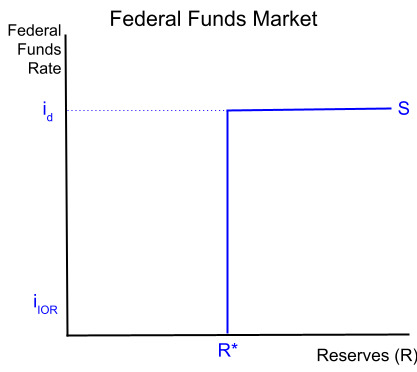 Federal Funds Market
Federal
Funds
Rate
i_d
S
i_IOR
R*
Reserves (R)